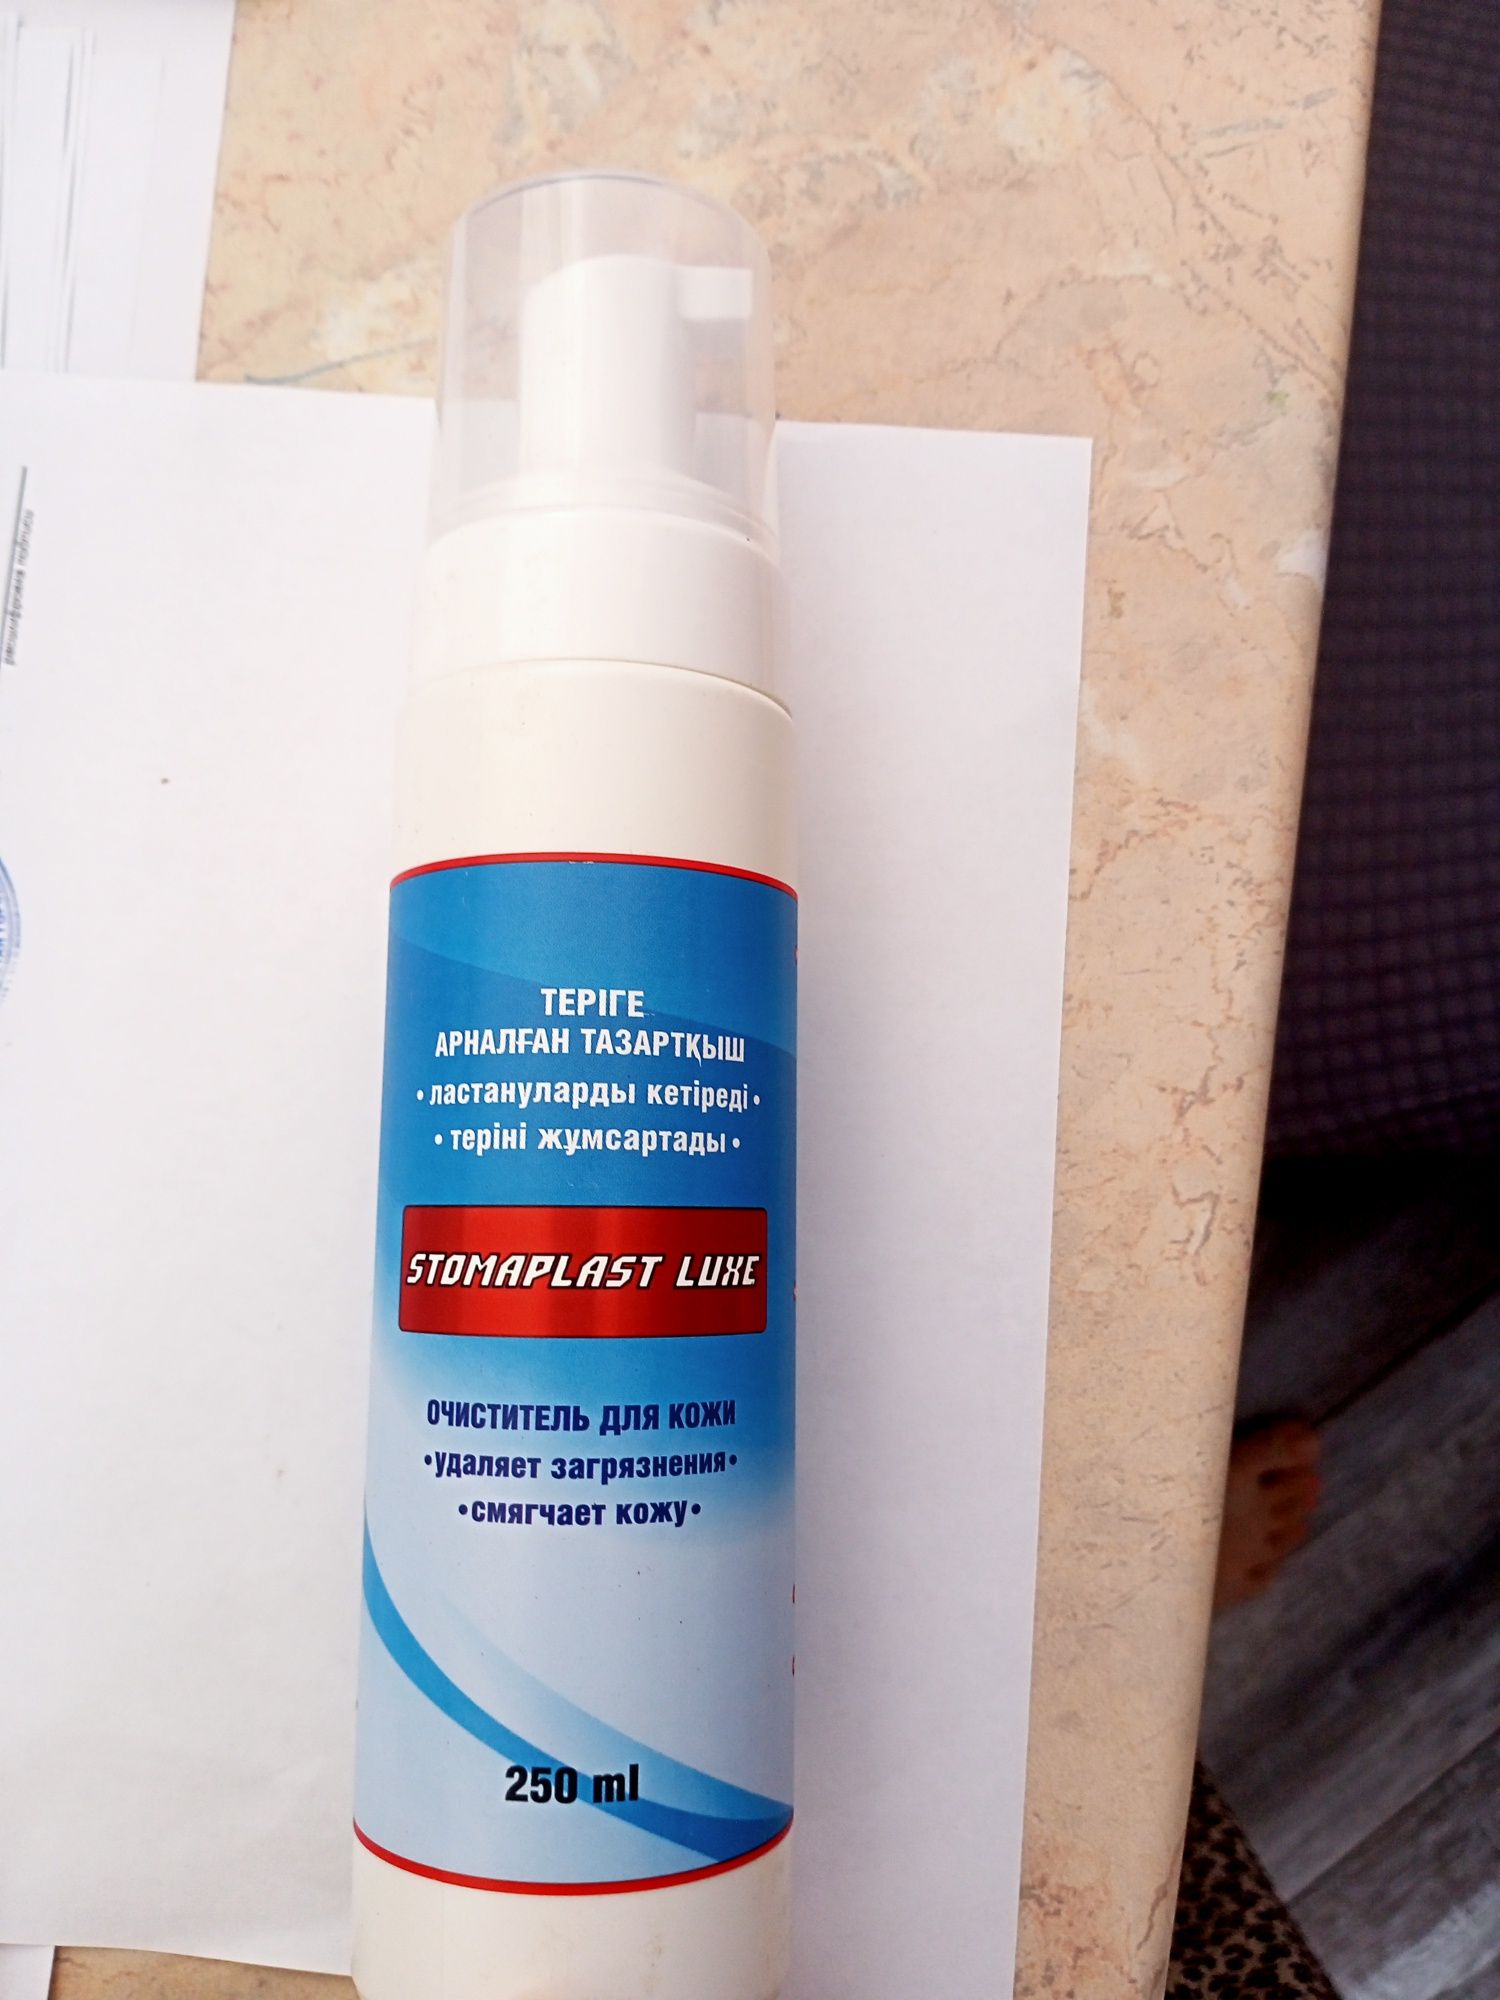 ТЕРІГЕ
АРНАЛҒАН ТАЗАРТҚЫШ
• ластануларды кетіреді •
• теріні жұмсартады •
STOMAPLAST LUXE
ОЧИСТИТЕЛЬ ДЛЯ КОЖИ
•удаляет загрязнения•
•смягчает кожу•
250 ml